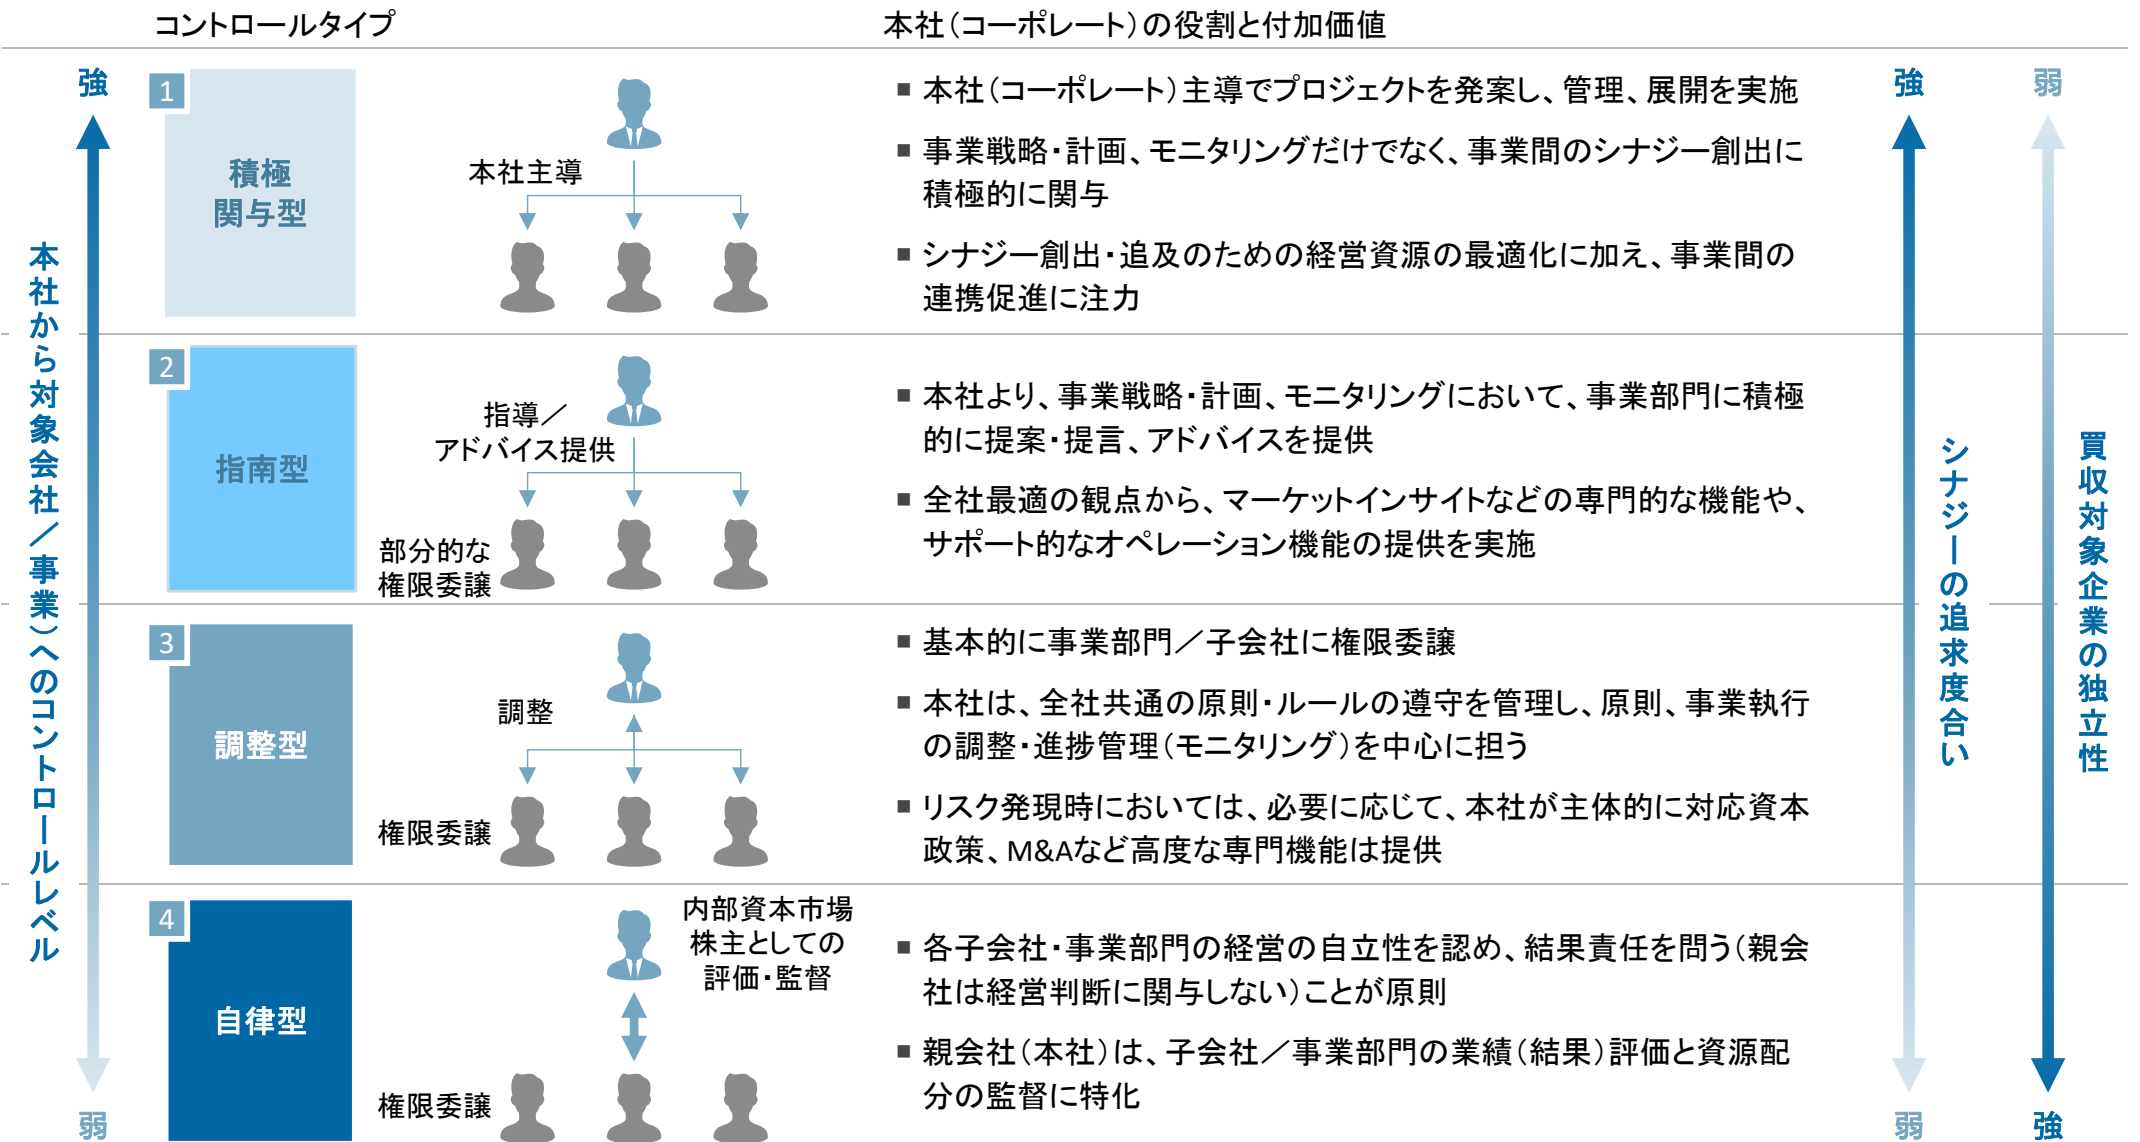 コントロールタイプ
本社（コーポレート）の役割と付加価値
強
本社から対象会社／事業）へのコントロールレベル
弱
1
積極
関与型
本社主導
■ 本社（コーポレート）主導でプロジェクトを発案し、管理、展開を実施
■ 事業戦略・計画、モニタリングだけでなく、事業間のシナジー創出に
積極的に関与
■ シナジー創出・追及のための経営資源の最適化に加え、事業間の
連携促進に注力
2
指南型
指導／
アドバイス提供
部分的な
権限委譲
■ 本社より、事業戦略・計画、モニタリングにおいて、事業部門に積極
的に提案・提言、アドバイスを提供
■ 全社最適の観点から、マーケットインサイトなどの専門的な機能や、
サポート的なオペレーション機能の提供を実施
3
調整型
調整
権限委譲
■ 基本的に事業部門／子会社に権限委譲
■ 本社は、全社共通の原則・ルールの遵守を管理し、原則、事業執行
の調整・進捗管理（モニタリング）を中心に担う
■ リスク発現時においては、必要に応じて、本社が主体的に対応資本
政策、M&Aなど高度な専門機能は提供
4
自律型
内部資本市場
株主としての
評価・監督
権限委譲
■ 各子会社・事業部門の経営の自立性を認め、結果責任を問う（親会
社は経営判断に関与しない）ことが原則
■ 親会社（本社）は、子会社／事業部門の業績（結果）評価と資源配
分の監督に特化
強
シナジーの追求度合い
弱
弱
買収対象企業の独立性
強